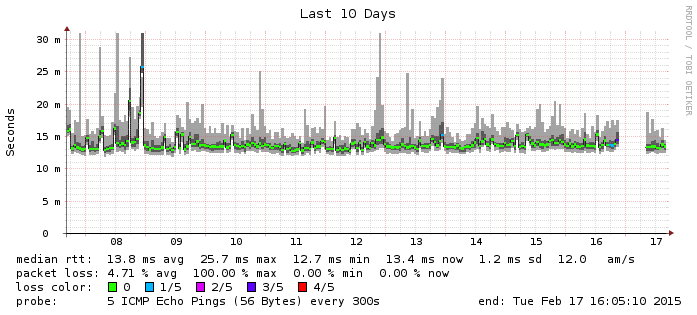 Last 10 Days
RRDTOOL / TOBI OETIKER
Seconds
30 m
25 m
20 m
15 m
10 m
5 m
0
08 09 10 11 12 13 14 15 16 17
median rtt: 13.8 ms avg 25.7 ms max 12.7 ms min 13.4 ms now 1.2 ms sd 12.0 am/s
packet loss: 4.71 % avg 100.00 % max 0.00 % min 0.00 % now
loss color: 0 1/5 2/5 3/5 4/5
probe: 5 ICMP Echo Pings (56 Bytes) every 300s end: Tue Feb 17 16:05:10 2015